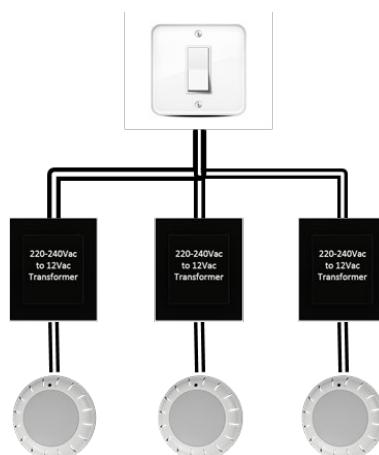 220-240Vac
to 12Vac
Transformer
220-240Vac
to 12Vac
Transformer
220-240Vac
to 12Vac
Transformer